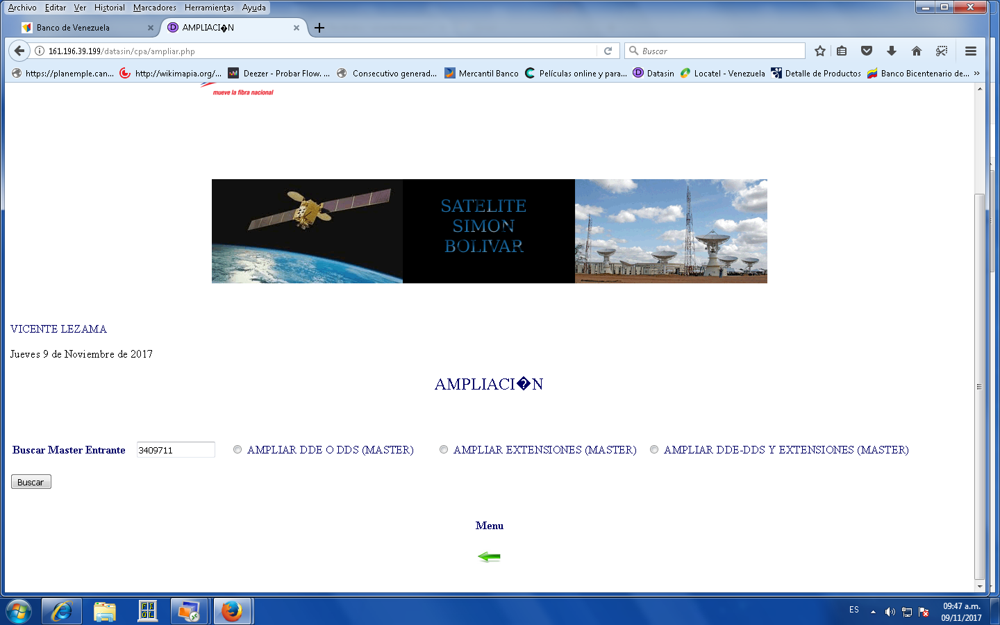 Archivo Editar Ver Historial Marcadores Herramientas Ayuda
Banco de Venezuela
AMPLIACI�N
161.196.39.199/datasin/cpa/ampliar.php
Buscar
https://planemple.can... http://wikimapia.org/... Deezer - Probar Flow. ... Consecutivo generad... Mercantil Banco Películas online y para... Datasin Locatel - Venezuela Detalle de Productos Banco Bicentenario de... »
mueve la fibra nacional
SATELITE
SIMON
BOLIVAR
VICENTE LEZAMA
Jueves 9 de Noviembre de 2017
AMPLIACI�N
Buscar Master Entrante 3409711 AMPLIAR DDE O DDS (MASTER) AMPLIAR EXTENSIONES (MASTER) AMPLIAR DDE-DDS Y EXTENSIONES (MASTER)
Buscar
Menu
FIGL
ES
09:47 a.m.
09/11/2017